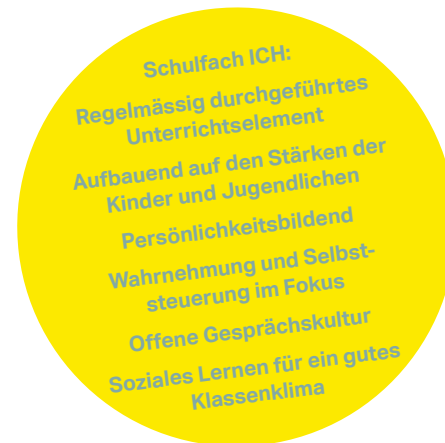 Schulfach ICH:
Regelmässig durchgeführtes
Unterrichtselement
Aufbauend auf den Stärken der
Kinder und Jugendlichen
Persönlichkeitsbildend
Wahrnehmung und Selbst-
steuerung im Fokus
Offene Gesprächskultur
Soziales Lernen für ein gutes
Klassenklima